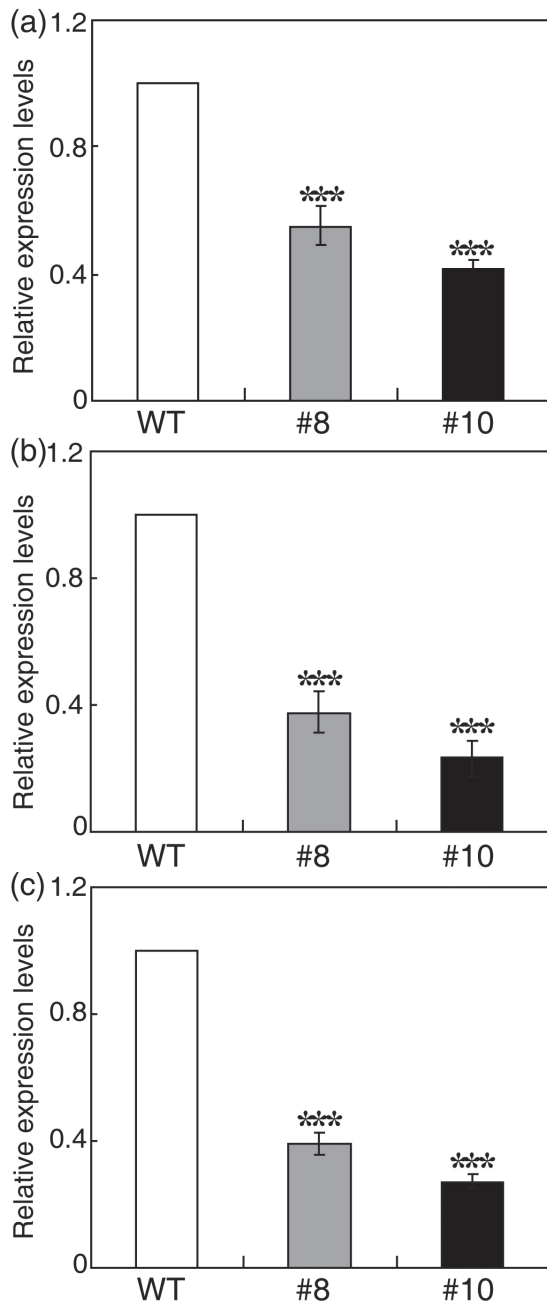 (a)
1.2
0.8
0.4
0
Relative expression levels
***
***
WT #8 #10
(b)
1.2
0.8
0.4
0
Relative expression levels
***
***
WT #8 #10
(c)
1.2
0.8
0.4
0
Relative expression levels
***
***
WT #8 #10